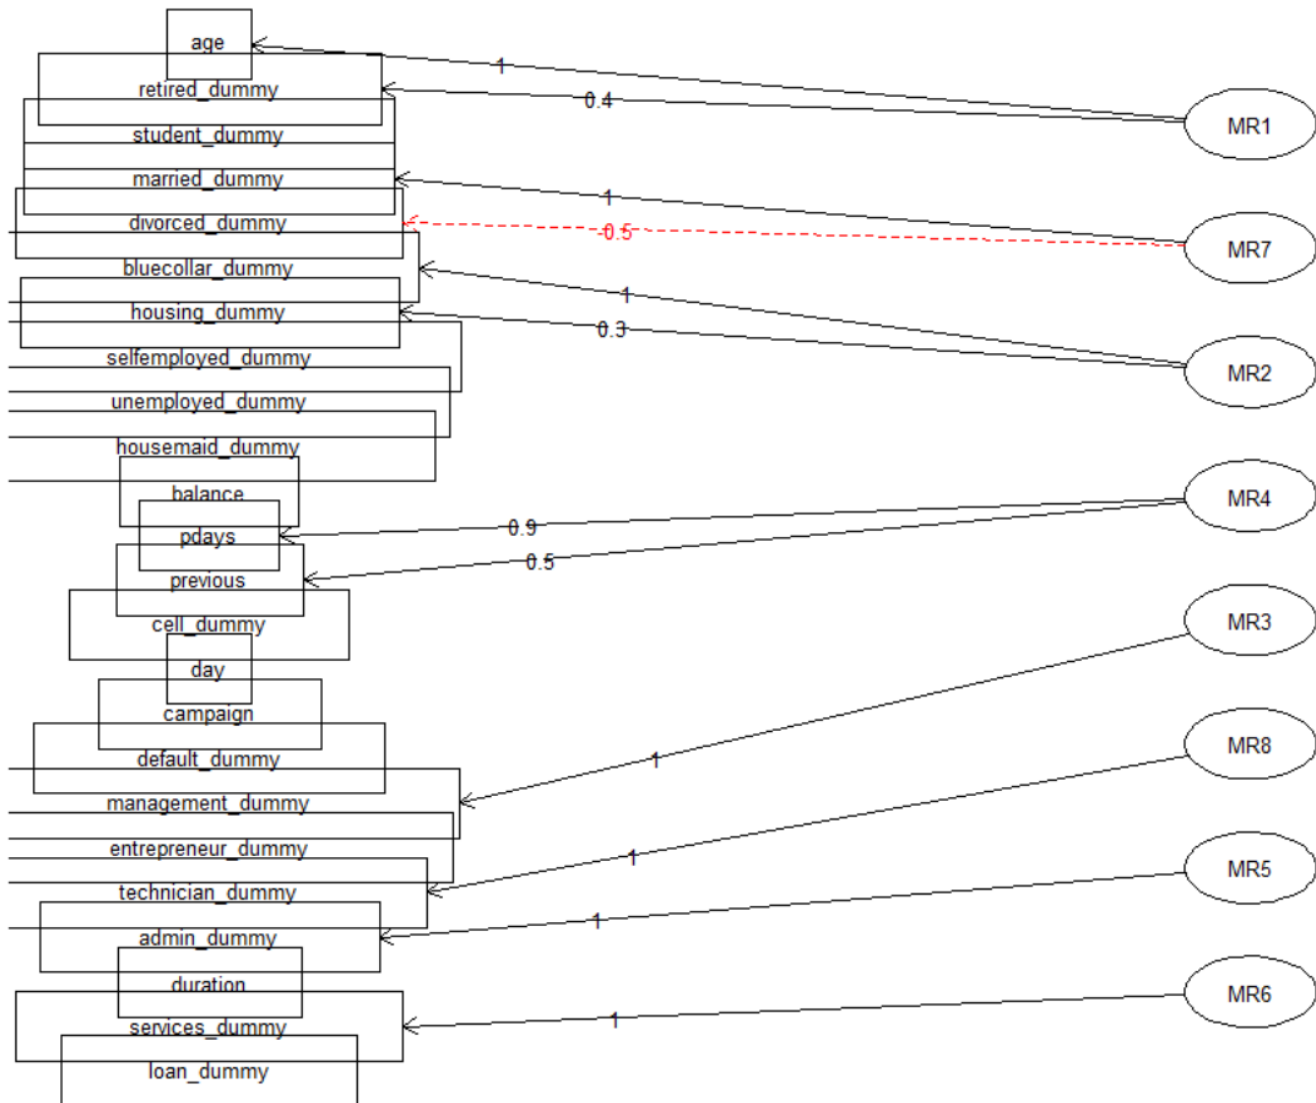 age
retired_dummy
student_dummy
married_dummy
divorced_dummy
bluecollar_dummy
housing_dummy
selfemployed_dummy
unemployed_dummy
housemaid_dummy
balance
pdays
previous
cell_dummy
day
campaign
default_dummy
management_dummy
entrepreneur_dummy
technician_dummy
admin_dummy
duration
services_dummy
loan_dummy
1
0.4
1
-0.5
1
0.3
0.9
0.5
1
1
1
1
MR1
MR7
MR2
MR4
MR3
MR8
MR5
MR6